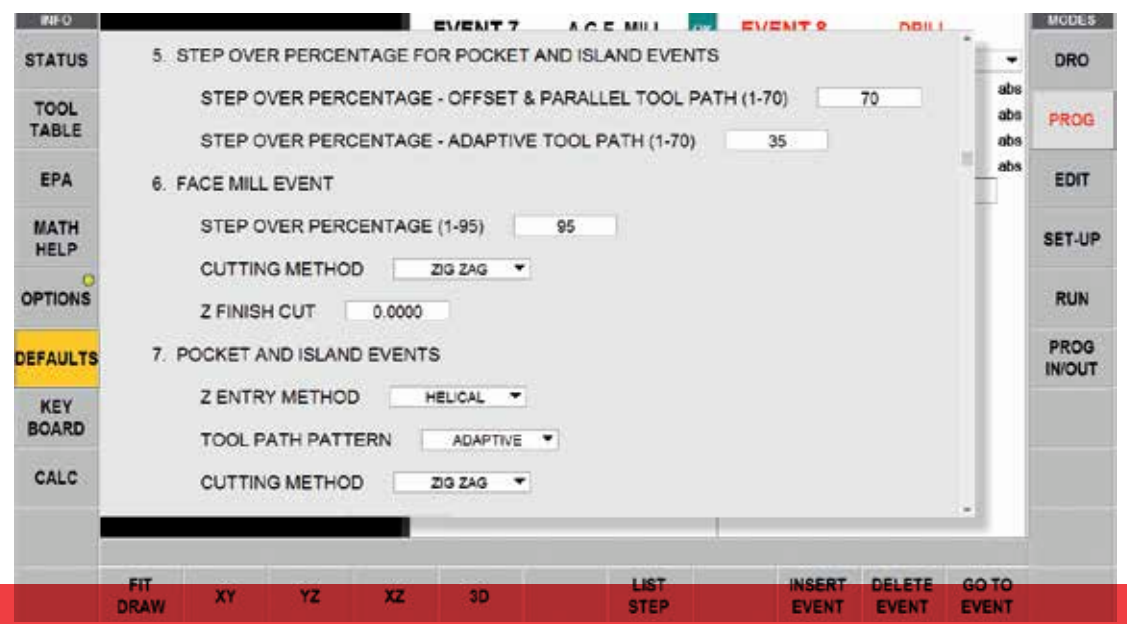 INFO
EVENT 7 A.G.E. MILL OK EVENT 8 DRILL
MODES
STATUS
TOOL
TABLE
EPA
MATH
HELP
OPTIONS
DEFAULTS
KEY
BOARD
CALC
5. STEP OVER PERCENTAGE FOR POCKET AND ISLAND EVENTS
STEP OVER PERCENTAGE - OFFSET & PARALLEL TOOL PATH (1-70) 70
STEP OVER PERCENTAGE - ADAPTIVE TOOL PATH (1-70) 35
6. FACE MILL EVENT
STEP OVER PERCENTAGE (1-95) 95
CUTTING METHOD ZIG ZAG
Z FINISH CUT 0.0000
7. POCKET AND ISLAND EVENTS
Z ENTRY METHOD HELICAL
TOOL PATH PATTERN ADAPTIVE
CUTTING METHOD ZIG ZAG
abs
abs
abs
abs
DRO
PROG
EDIT
SET-UP
RUN
PROG
IN/OUT
FIT
DRAW
XY
YZ
XZ
3D
LIST
STEP
INSERT
EVENT
DELETE
EVENT
GO TO
EVENT